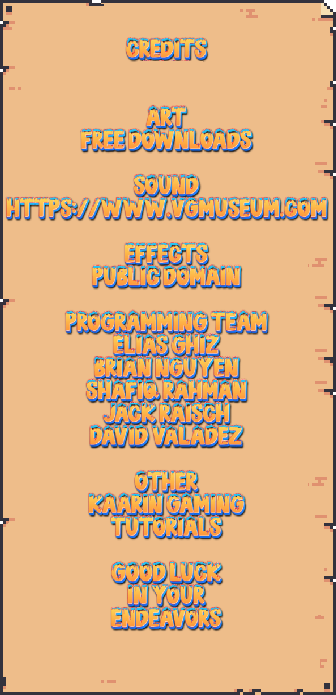 CREDITS
ART
FREE DOWNLOADS
SOUND
HTTPS://WWW.VGMUSEUM.COM
EFFECTS
PUBLIC DOMAIN
PROGRAMMING TEAM
ELIAS GHIZ
BRIAN NGUYEN
SHAFIQ RAHMAN
JACK RAISCH
DAVID VALADEZ
OTHER
KAARIN GAMING
TUTORIALS
GOOD LUCK
IN YOUR
ENDEAVORS